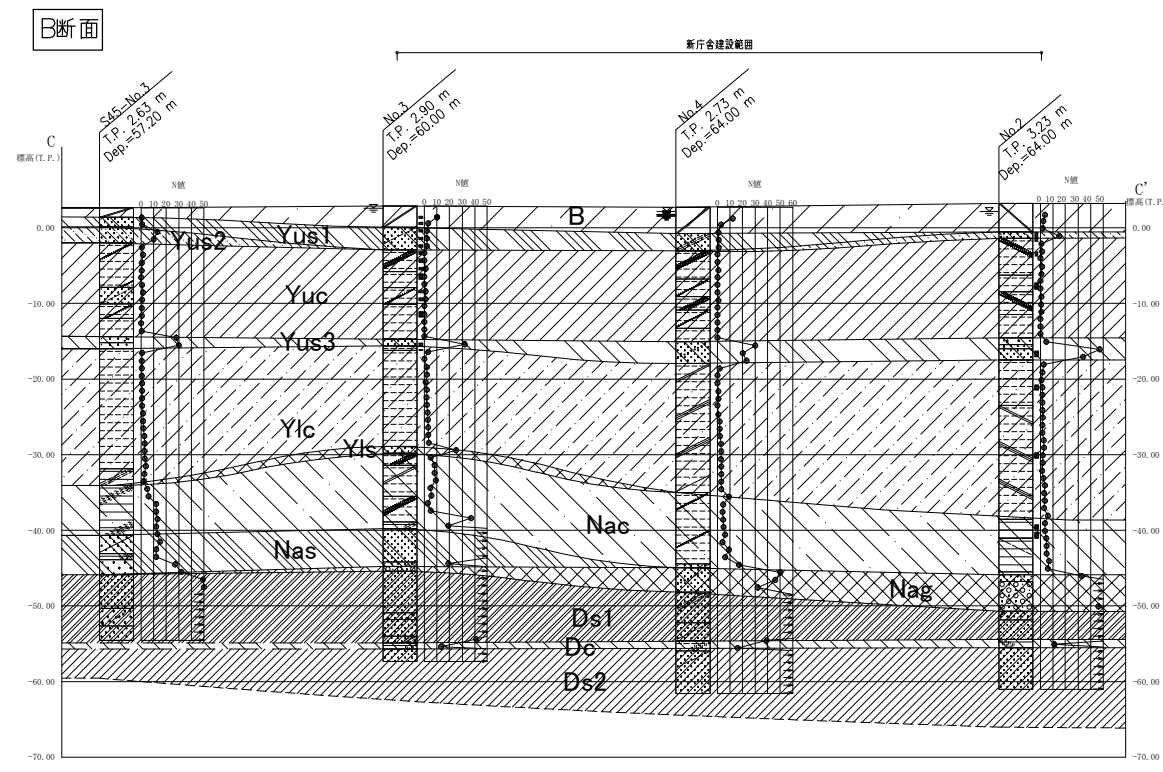 B断面
新庁舎建設範囲
S45-No.3
T.P. 2.63 m
Dep.=57.20 m
No.3
T.P. 2.90 m
Dep.=60.00 m
No.4
T.P. 2.73 m
Dep.=64.00 m
No.2
T.P. 3.23 m
Dep.=64.00 m
C
標高(T.P.)
C'
標高(T.P.
N値
N値
N値
N値
0 10 20 30 40 50
0 10 20 30 40 50
0 10 20 30 40 50
0 10 20 30 40 50
B
0.00
0.00
Yus2
Yus1
Yuc
-10.00
-10.00
Yus3
-20.00
-20.00
Ylc
Yls
-30.00
-30.00
Nac
-40.00
-40.00
Nas
Nag
-50.00
-50.00
Ds1
Dc
Ds2
-60.00
-60.00
-70.00
-70.00